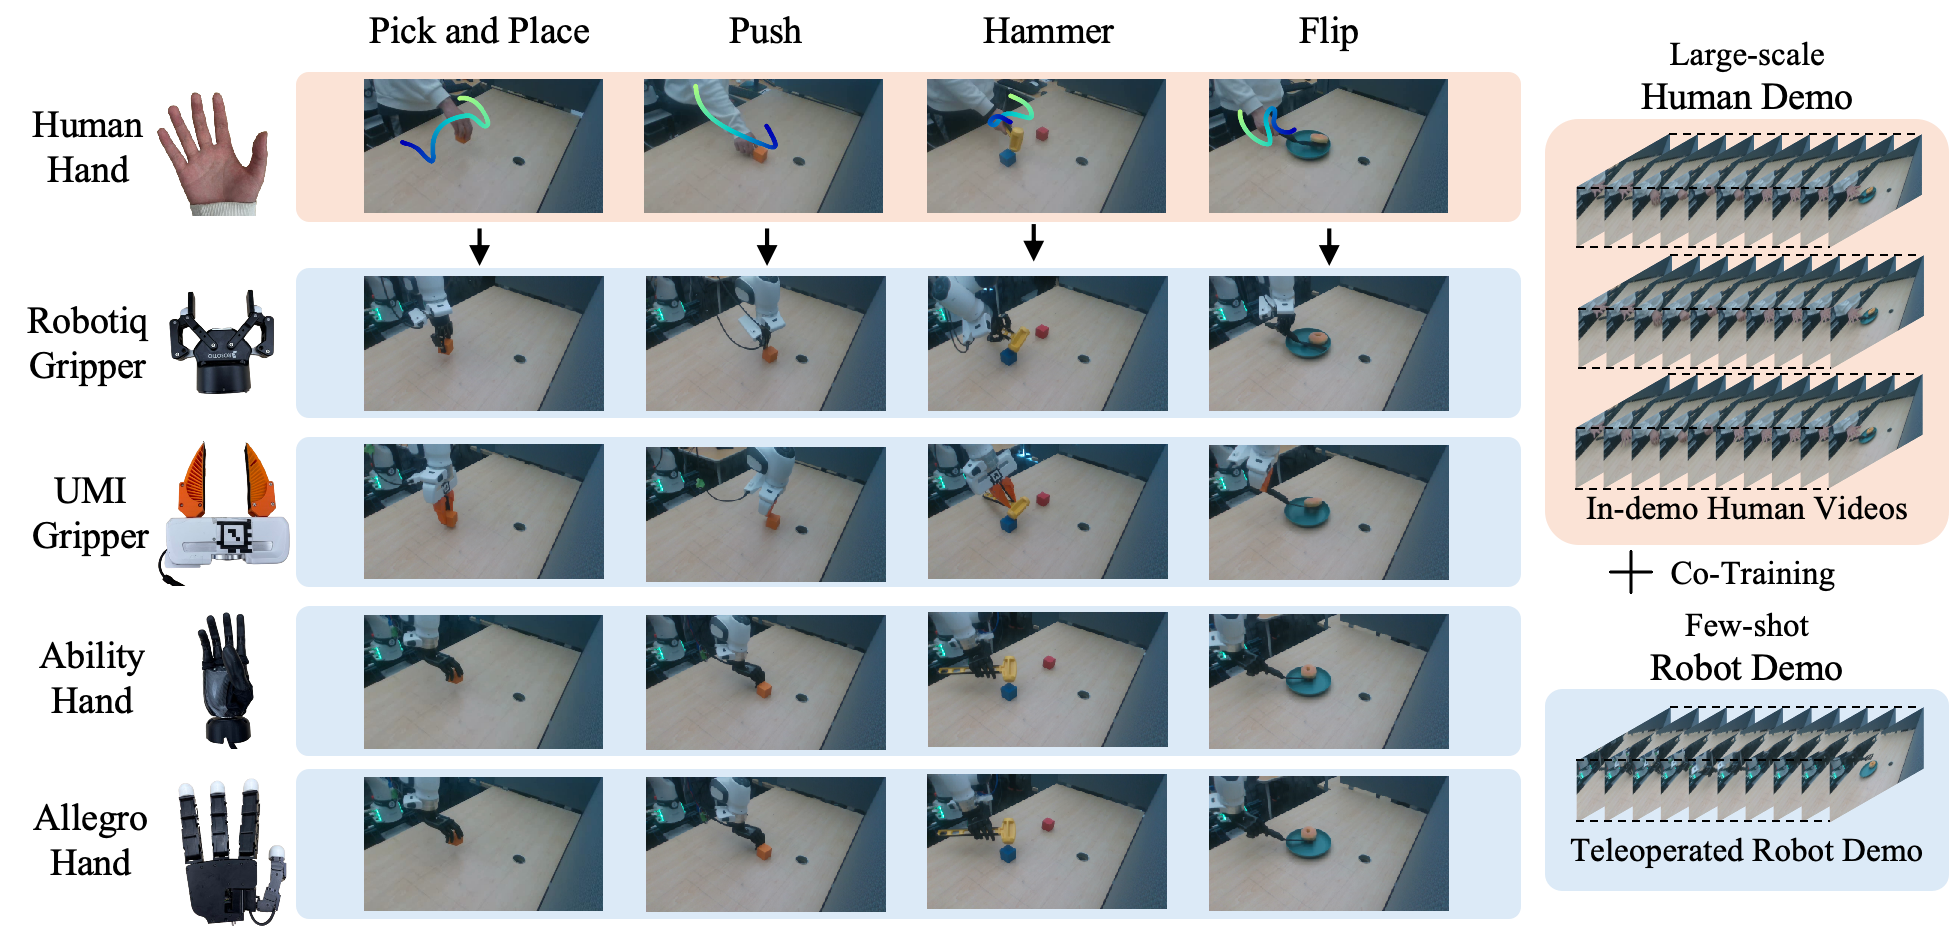 Pick and Place
Push
Hammer
Flip
Large-scale
Human Demo
Human
Hand
Robotiq
Gripper
UMI
Gripper
In-demo Human Videos
Co-Training
Few-shot
Robot Demo
Ability
Hand
Allegro
Hand
Teleoperated Robot Demo